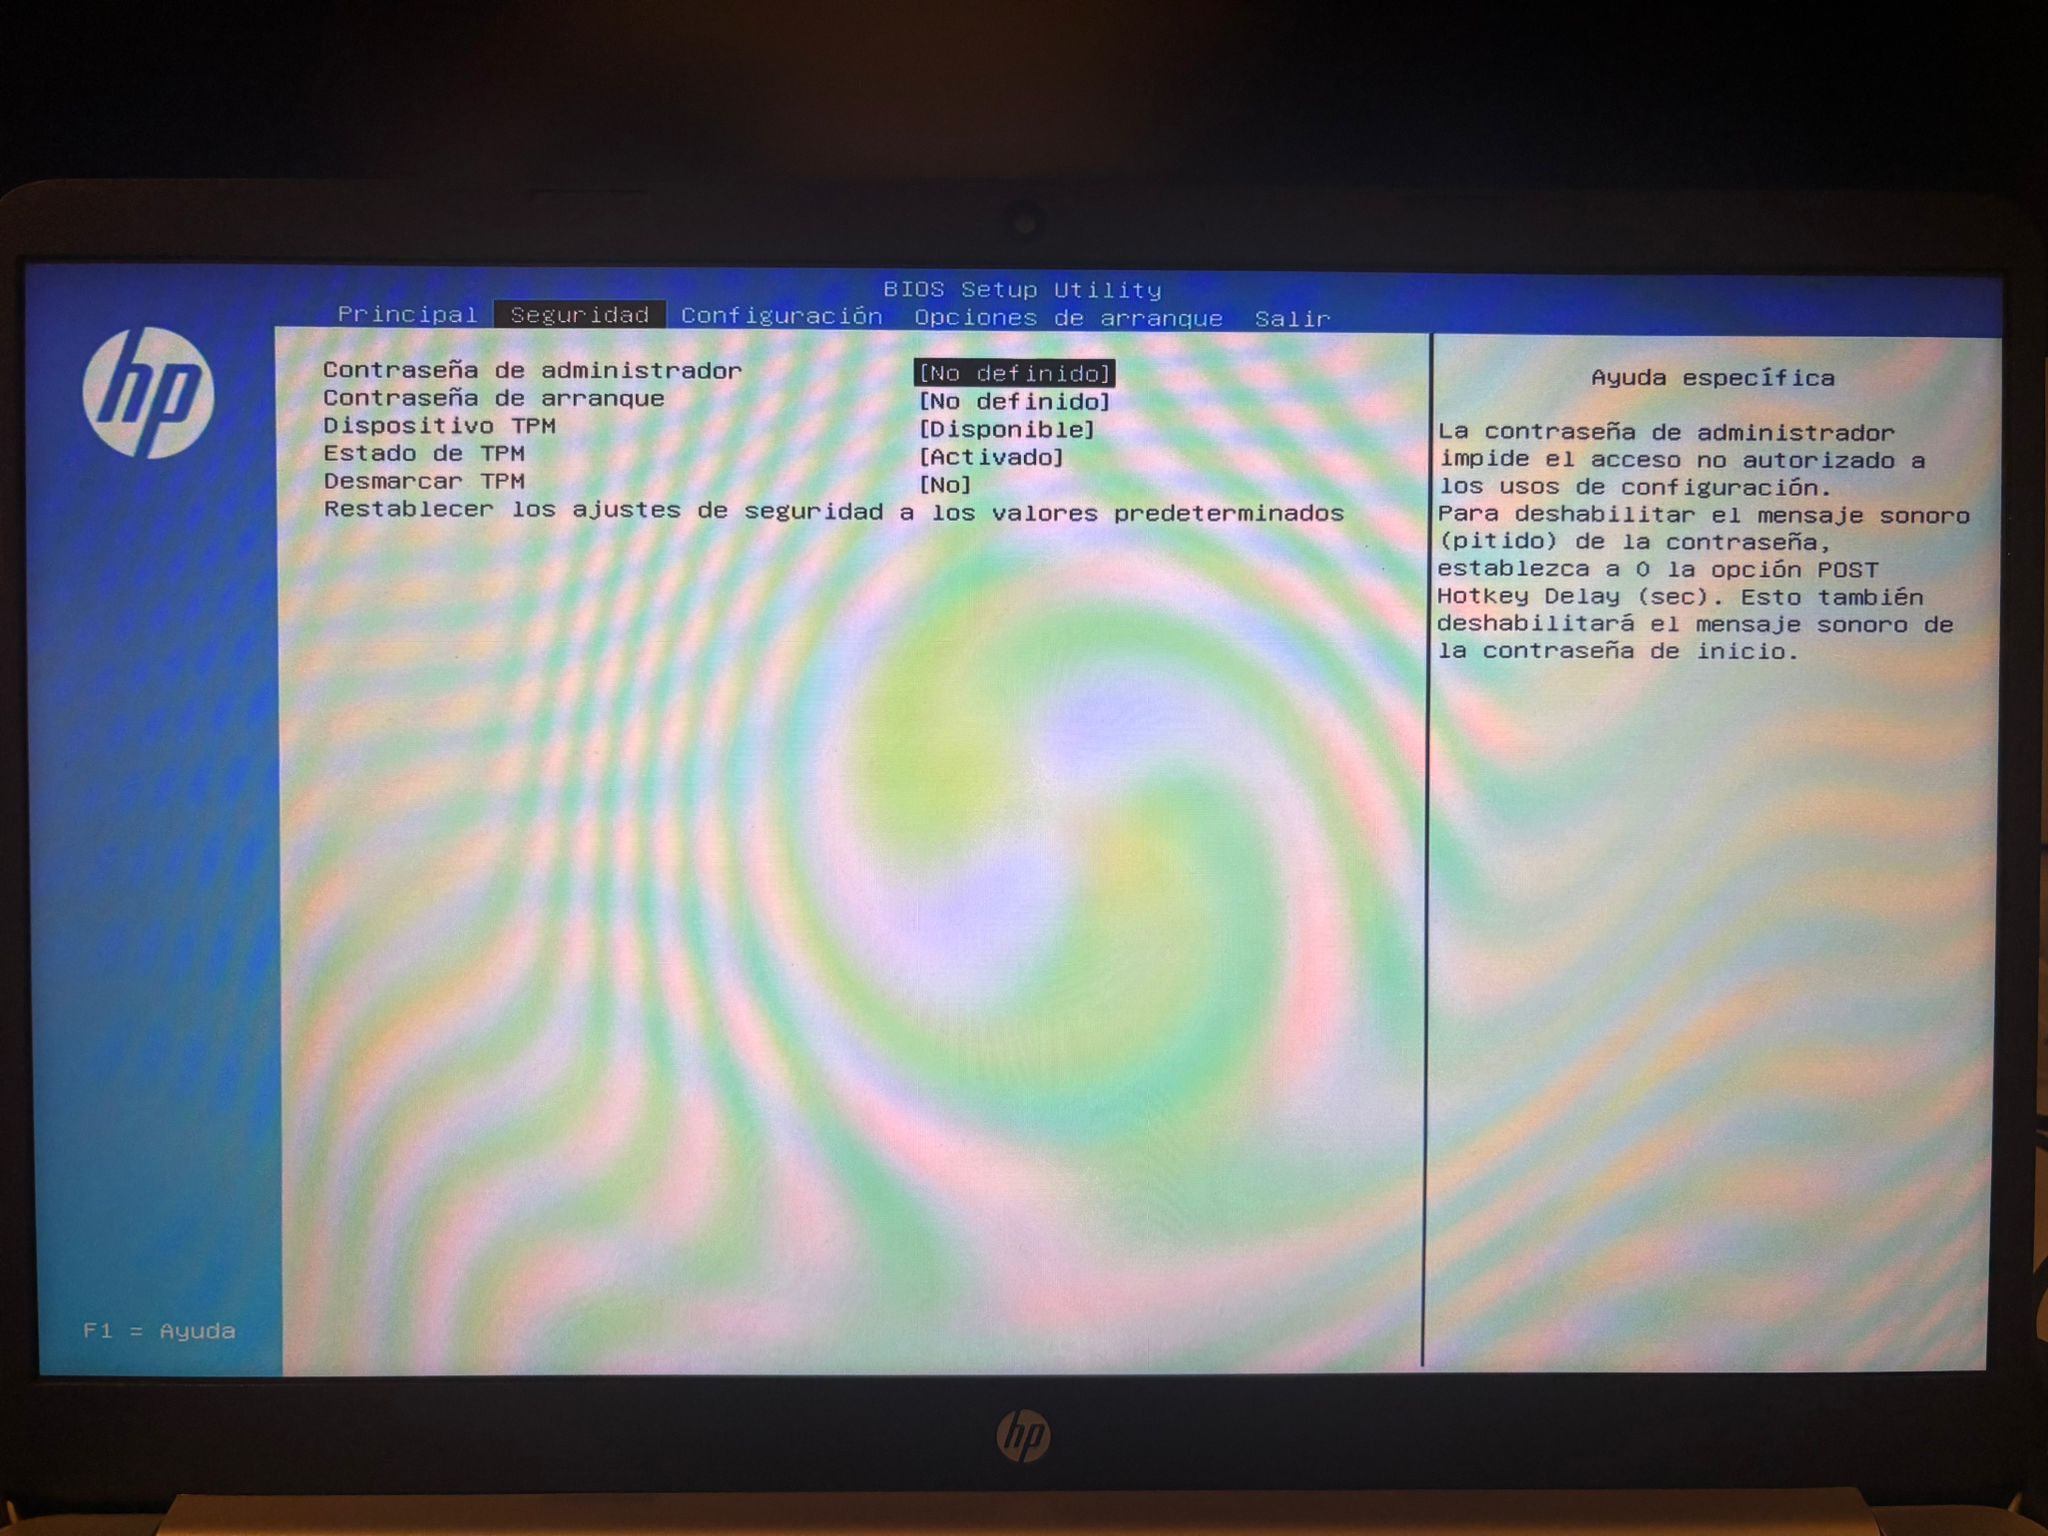 BIOS Setup Utility
Principal Seguridad Configuración Opciones de arranque Salir
hp
Contraseña de administrador [No definido]
Contraseña de arranque [No definido]
Dispositivo TPM [Disponible]
Estado de TPM [Activado]
Desmarcar TPM [No]
Restablecer los ajustes de seguridad a los valores predeterminados
Ayuda específica
La contraseña de administrador
impide el acceso no autorizado a
los usos de configuración.
Para deshabilitar el mensaje sonoro
(pitido) de la contraseña,
establezca a 0 la opción POST
Hotkey Delay (sec). Esto también
deshabilitará el mensaje sonoro de
la contraseña de inicio.
F1 = Ayuda
hp